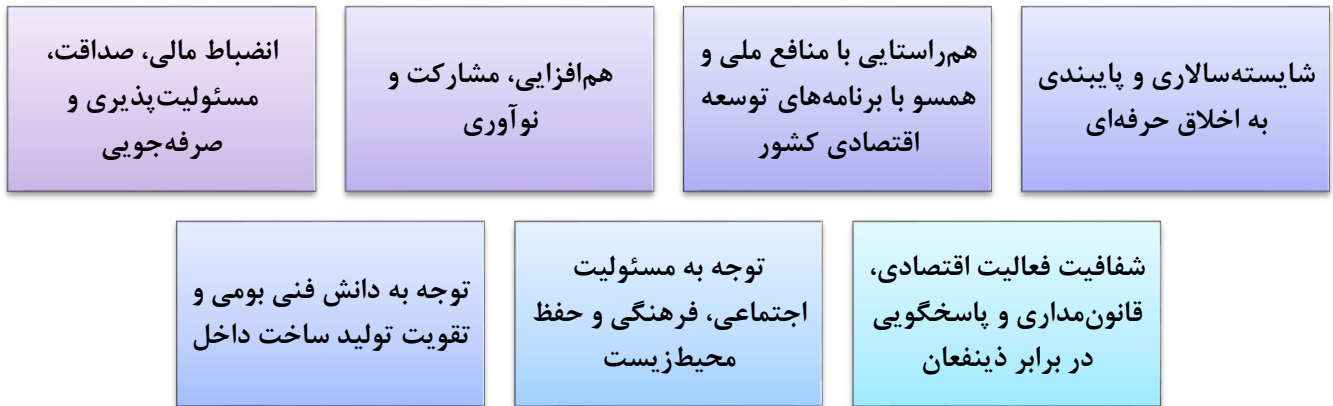 شایسته‌سالاری و پایبندی
به اخلاق حرفه‌ای
هم‌راستایی با منافع ملی و
همسو با برنامه‌های توسعه
اقتصادی کشور
هم‌افزایی، مشارکت و
نوآوری
انضباط مالی، صداقت،
مسئولیت‌پذیری و
صرفه‌جویی
شفافیت فعالیت اقتصادی،
قانون‌مداری و پاسخگویی
در برابر ذینفعان
توجه به مسئولیت
اجتماعی، فرهنگی و حفظ
محیط‌زیست
توجه به دانش فنی بومی و
تقویت تولید ساخت داخل